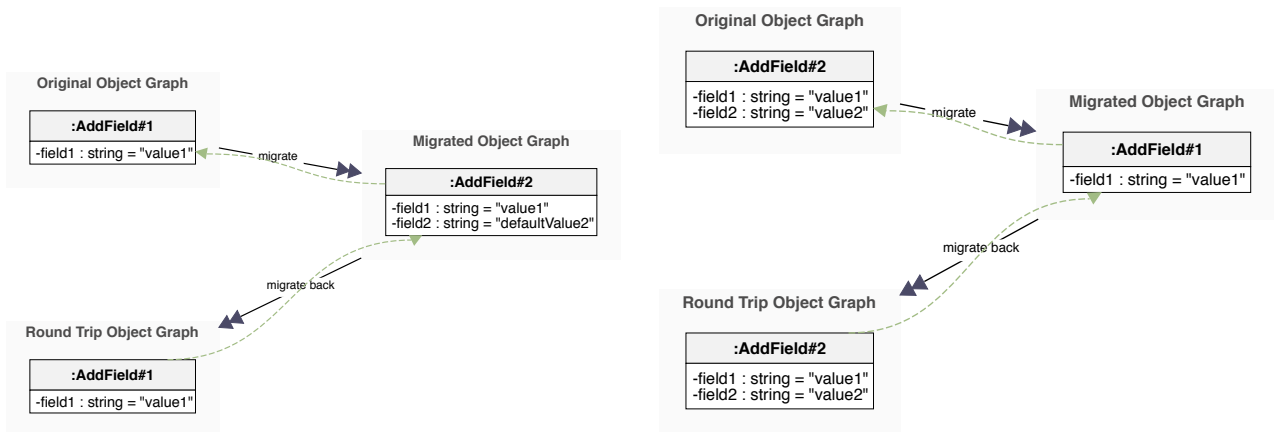 Original Object Graph
:AddField#1
-field1 : string = "value1"
migrate
Migrated Object Graph
:AddField#2
-field1 : string = "value1"
-field2 : string = "defaultValue2"
migrate back
Round Trip Object Graph
:AddField#1
-field1 : string = "value1"
Original Object Graph
:AddField#2
-field1 : string = "value1"
-field2 : string = "value2"
migrate
Migrated Object Graph
:AddField#1
-field1 : string = "value1"
migrate back
Round Trip Object Graph
:AddField#2
-field1 : string = "value1"
-field2 : string = "value2"